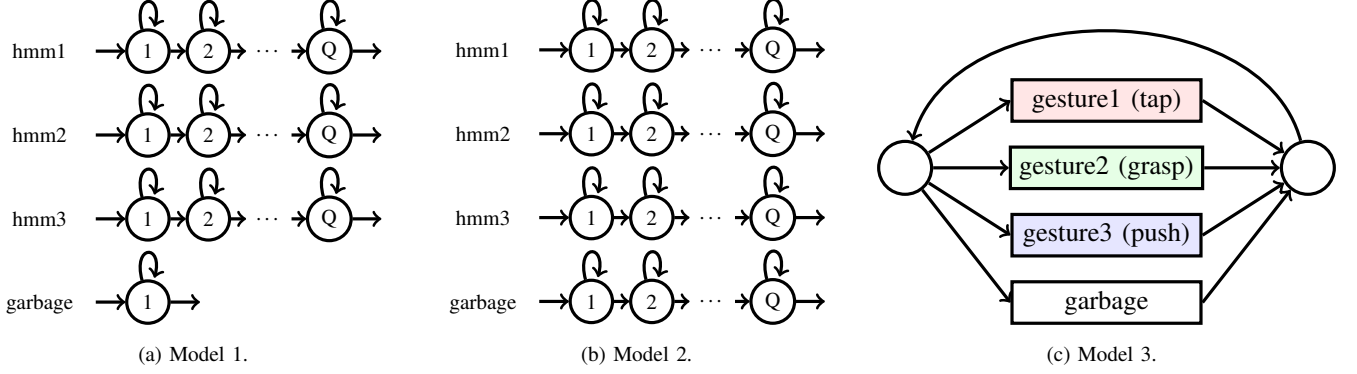 hmm1 1 2 ... Q
hmm2 1 2 ... Q
hmm3 1 2 ... Q
garbage 1
(a) Model 1.
hmm1 1 2 ... Q
hmm2 1 2 ... Q
hmm3 1 2 ... Q
garbage 1 2 ... Q
(b) Model 2.
gesture1 (tap)
gesture2 (grasp)
gesture3 (push)
garbage
(c) Model 3.